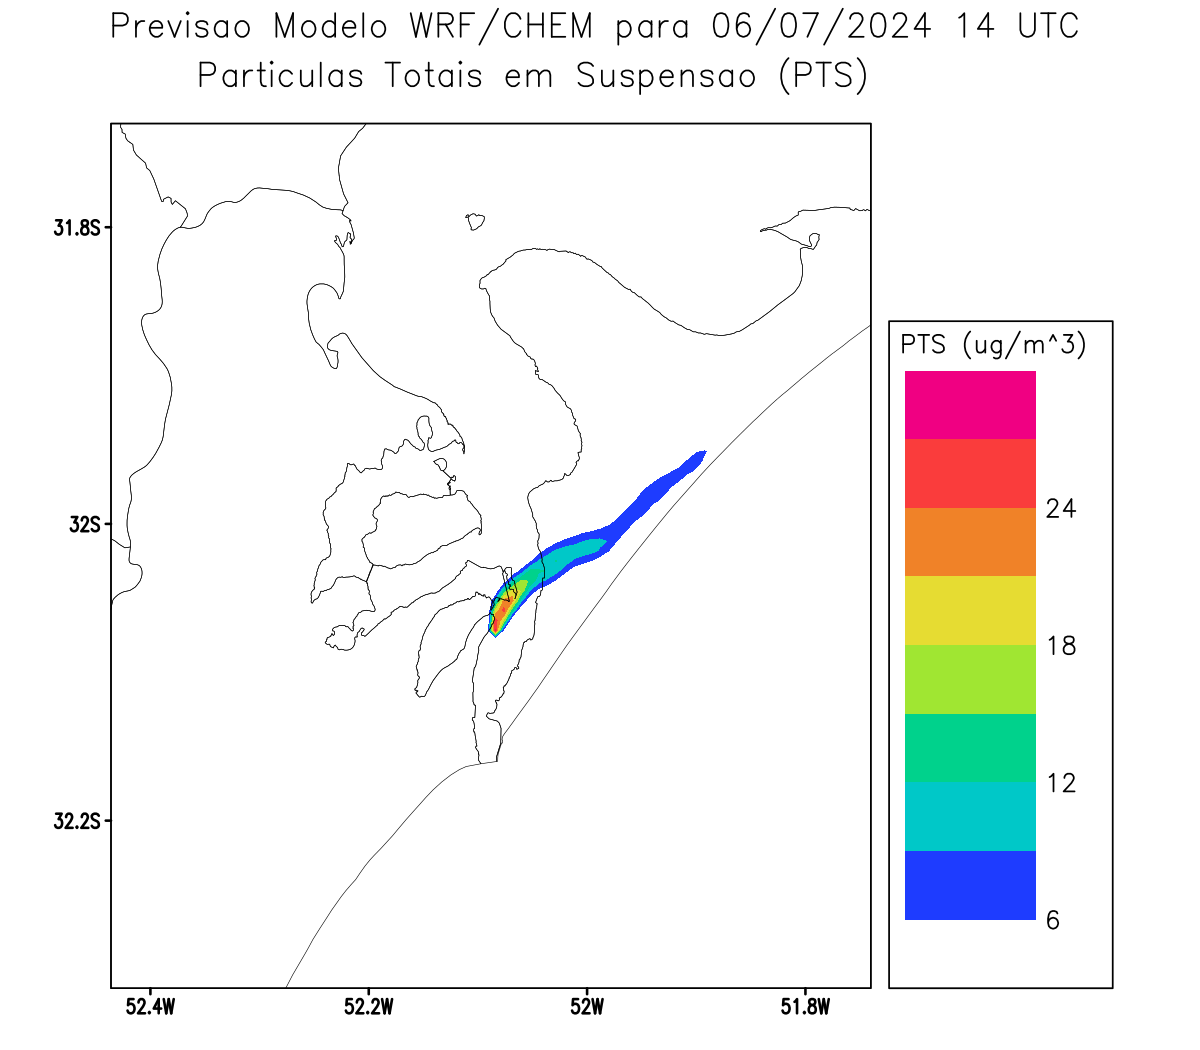 Previsao Modelo WRF/CHEM para 06/07/2024 14 UTC
Particulas Totais em Suspensao (PTS)
31.8S
32S
32.2S
52.4W
52.2W
52W
51.8W
PTS (ug/m^3)
24
18
12
6